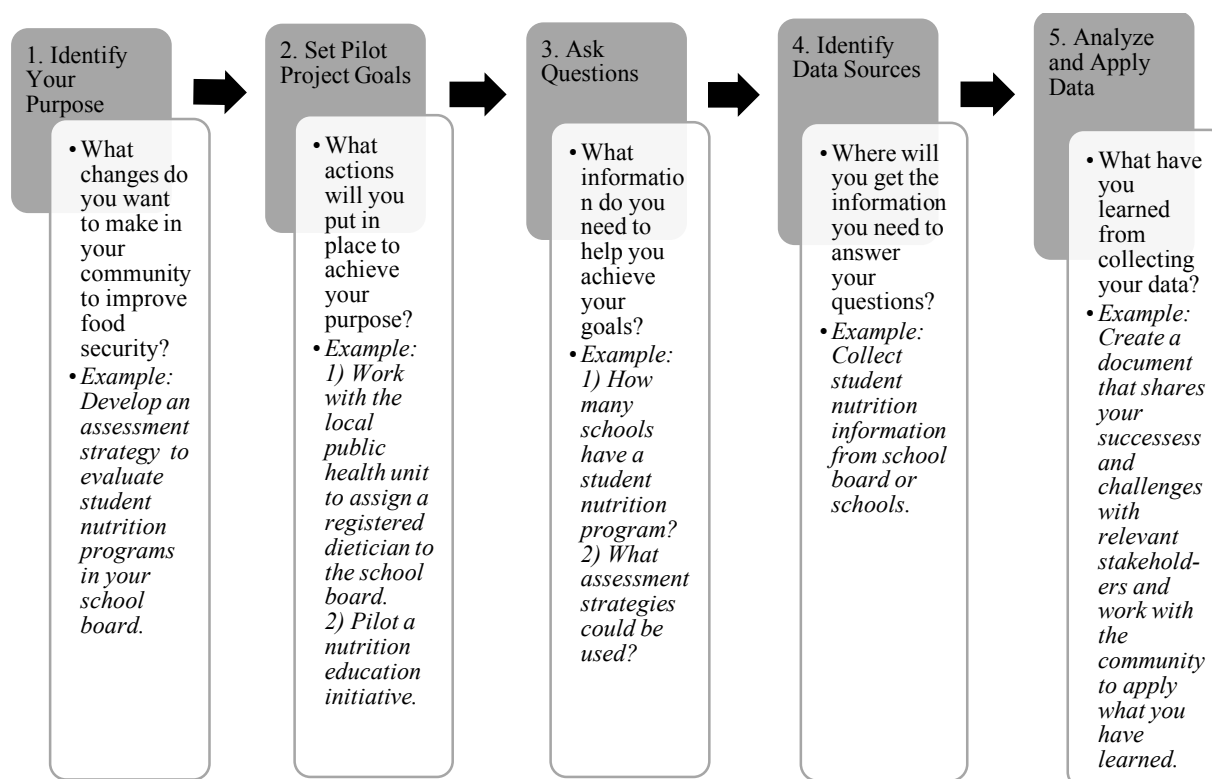 1. Identify
Your
Purpose
• What
changes do
you want
to make in
your
community
to improve
food
security?
• Example:
Develop an
assessment
strategy to
evaluate
student
nutrition
programs
in your
school
board.
2. Set Pilot
Project Goals
• What
actions
will you
put in
place to
achieve
your
purpose?
• Example:
1) Work
with the
local
public
health unit
to assign a
registered
dietician to
the school
board.
2) Pilot a
nutrition
education
initiative.
3. Ask
Questions
• What
informatio
n do you
need to
help you
achieve
your
goals?
• Example:
1) How
many
schools
have a
student
nutrition
program?
2) What
assessment
strategies
could be
used?
4. Identify
Data Sources
• Where will
you get the
information
you need to
answer
your
questions?
• Example:
Collect
student
nutrition
information
from school
board or
schools.
5. Analyze
and Apply
Data
• What have
you
learned
from
collecting
your data?
• Example:
Create a
document
that shares
your
successess
and
challenges
with
relevant
stakehold-
ers and
work with
the
community
to apply
what you
have
learned.